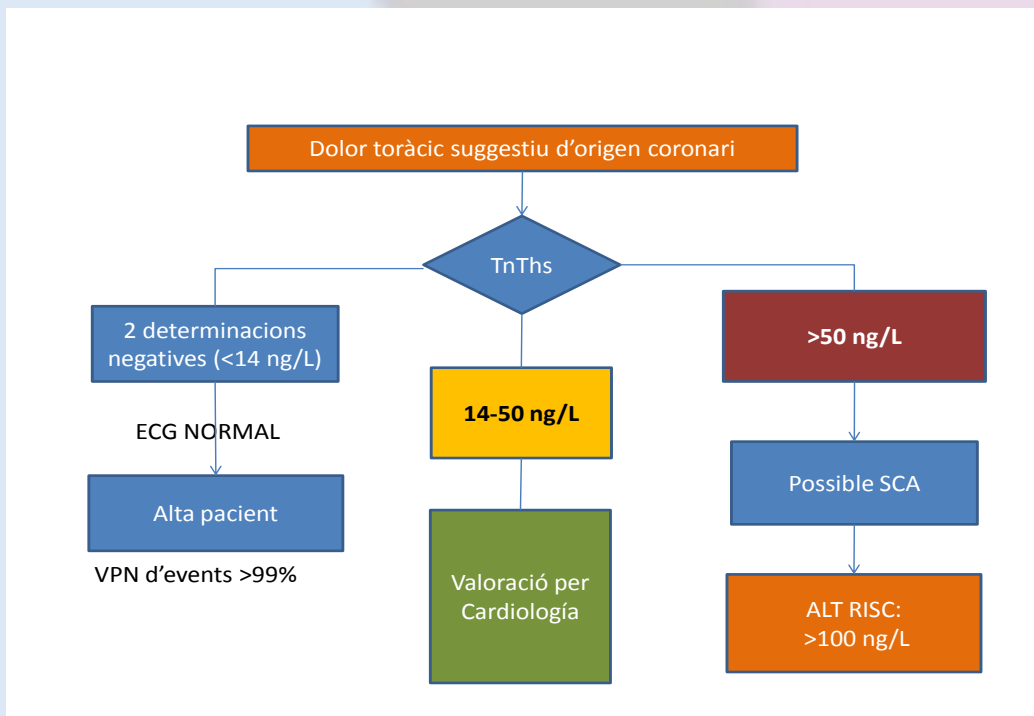 Dolor toràcic suggestiu d'origen coronari
TnThs
2 determinacions
negatives (<14 ng/L)
ECG NORMAL
Alta pacient
VPN d'events >99%
14-50 ng/L
Valoració per
Cardiología
>50 ng/L
Possible SCA
ALT RISC:
>100 ng/L